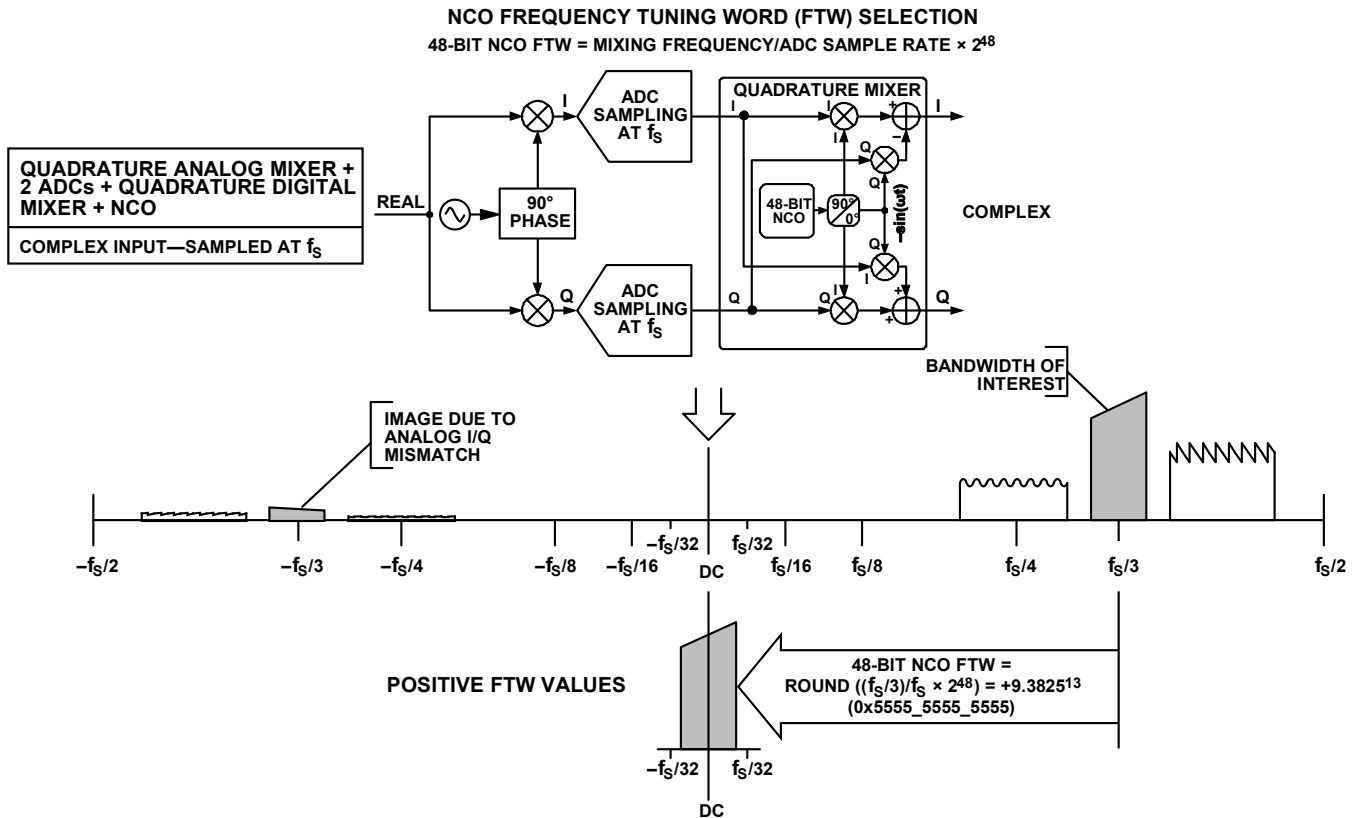 NCO FREQUENCY TUNING WORD (FTW) SELECTION
48-BIT NCO FTW = MIXING FREQUENCY/ADC SAMPLE RATE × 2⁴⁸
QUADRATURE ANALOG MIXER +
2 ADCs + QUADRATURE DIGITAL
MIXER + NCO
COMPLEX INPUT—SAMPLED AT fS
REAL
90°
PHASE
I
ADC
SAMPLING
AT fS
Q
ADC
SAMPLING
AT fS
QUADRATURE MIXER
I
I
I
+
−
I
Q
Q
48-BIT
NCO
90°
0°
–sin(ωt)
COMPLEX
Q
I
I
Q
Q
+
+
Q
BANDWIDTH OF
INTEREST
IMAGE DUE TO
ANALOG I/Q
MISMATCH
–fS/2
–fS/3
–fS/4
–fS/8
–fS/16
–fS/32
DC
fS/32
fS/16
fS/8
fS/4
fS/3
fS/2
POSITIVE FTW VALUES
48-BIT NCO FTW =
ROUND ((fS/3)/fS × 2⁴⁸) = +9.3825¹³
(0x5555_5555_5555)
–fS/32
DC
fS/32